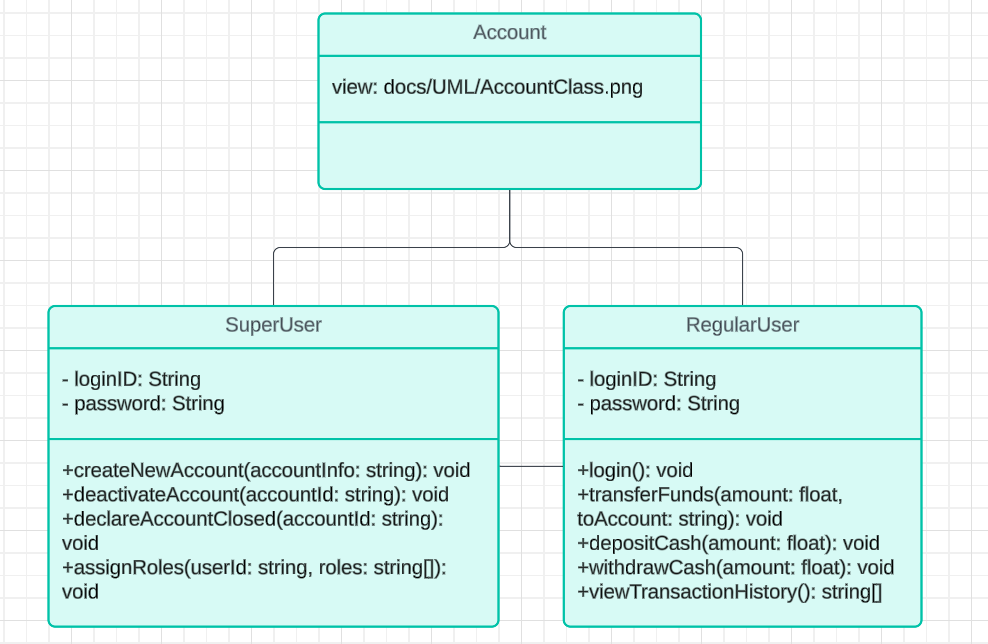 Account
view: docs/UML/AccountClass.png
SuperUser
- loginID: String
- password: String
+createNewAccount(accountInfo: string): void
+deactivateAccount(accountId: string): void
+declareAccountClosed(accountId: string):
void
+assignRoles(userId: string, roles: string[]):
void
RegularUser
- loginID: String
- password: String
+login(): void
+transferFunds(amount: float,
toAccount: string): void
+depositCash(amount: float): void
+withdrawCash(amount: float): void
+viewTransactionHistory(): string[]